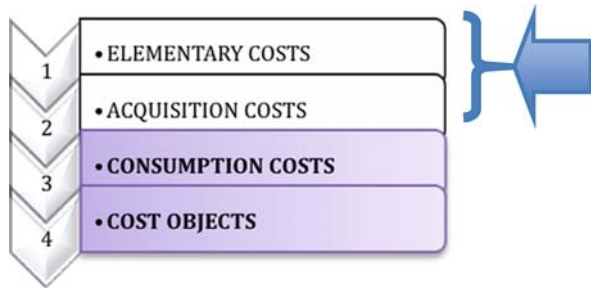 1
• ELEMENTARY COSTS
2
• ACQUISITION COSTS
3
• CONSUMPTION COSTS
4
• COST OBJECTS